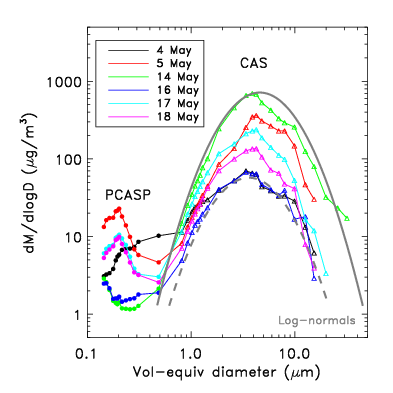 4 May
5 May
14 May
16 May
17 May
18 May
CAS
PCASP
Log-normals
dM/dlogD (μg/m³)
1000
100
10
1
0.1
1.0
10.0
Vol-equiv diameter (μm)